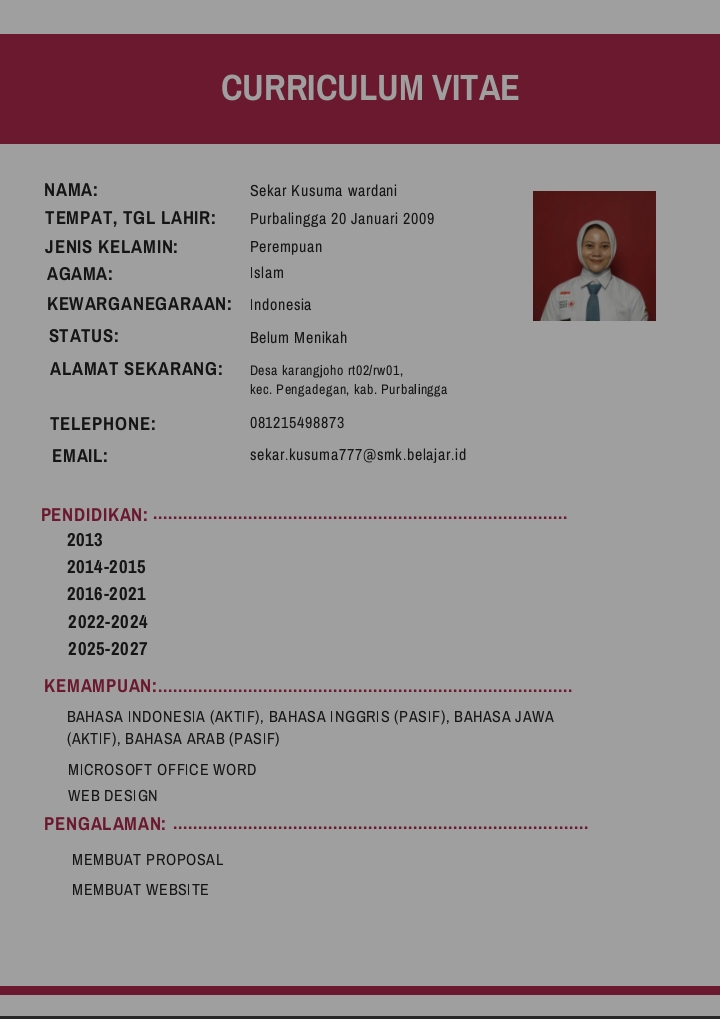 CURRICULUM VITAE
NAMA: Sekar Kusuma wardani
TEMPAT, TGL LAHIR: Purbalingga 20 Januari 2009
JENIS KELAMIN: Perempuan
AGAMA: Islam
KEWARGANEGARAAN: Indonesia
STATUS: Belum Menikah
ALAMAT SEKARANG: Desa karangjoho rt02/rw01,
kec. Pengadegan, kab. Purbalingga
TELEPHONE: 081215498873
EMAIL: sekar.kusuma777@smk.belajar.id
PENDIDIKAN: ...................................................................................
2013
2014-2015
2016-2021
2022-2024
2025-2027
KEMAMPUAN:...................................................................................
BAHASA INDONESIA (AKTIF), BAHASA INGGRIS (PASIF), BAHASA JAWA
(AKTIF), BAHASA ARAB (PASIF)
MICROSOFT OFFICE WORD
WEB DESIGN
PENGALAMAN: ...................................................................................
MEMBUAT PROPOSAL
MEMBUAT WEBSITE